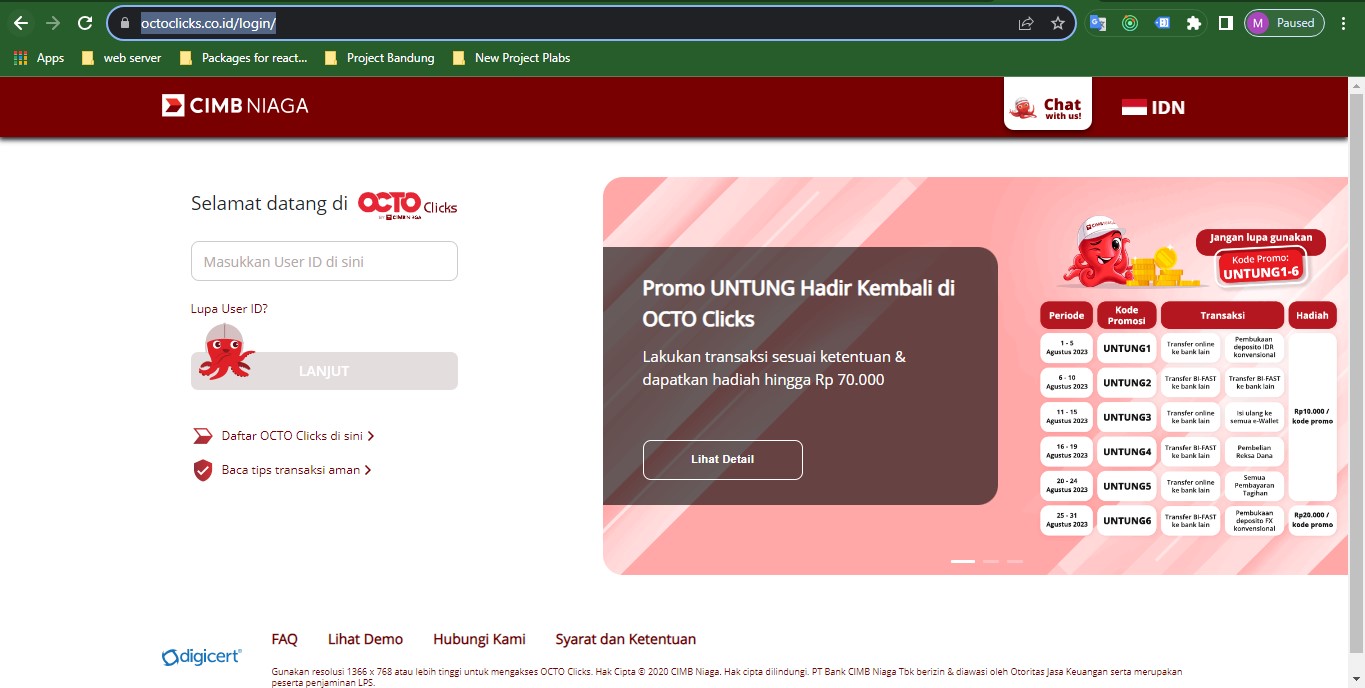 octoclicks.co.id/login/
M Paused
Apps web server Packages for react... Project Bandung New Project Plabs
CIMB NIAGA
Chat
with us!
IDN
Selamat datang di OCTO Clicks
BY CIMB NIAGA
Masukkan User ID di sini
Lupa User ID?
LANJUT
Daftar OCTO Clicks di sini
Baca tips transaksi aman
Promo UNTUNG Hadir Kembali di
OCTO Clicks
Lakukan transaksi sesuai ketentuan &
dapatkan hadiah hingga Rp 70.000
Lihat Detail
CIMB NIAGA
Jangan lupa gunakan
Kode Promo:
UNTUNG1-6
Periode Kode Promosi Transaksi Hadiah
1 - 5 Agustus 2023 UNTUNG1 Transfer online ke bank lain Pembukaan deposito IDR konvensional
6 - 10 Agustus 2023 UNTUNG2 Transfer BI-FAST ke bank lain Transfer BI-FAST ke bank lain
11 - 15 Agustus 2023 UNTUNG3 Transfer online ke bank lain Isi ulang ke semua e-Wallet Rp10.000 / kode promo
16 - 19 Agustus 2023 UNTUNG4 Transfer BI-FAST ke bank lain Pembelian Reksa Dana
20 - 24 Agustus 2023 UNTUNG5 Transfer online ke bank lain Semua Pembayaran Tagihan
25 - 31 Agustus 2023 UNTUNG6 Transfer BI-FAST ke bank lain Pembukaan deposito FX konvensional Rp20.000 / kode promo
digicert
FAQ Lihat Demo Hubungi Kami Syarat dan Ketentuan
Gunakan resolusi 1366 x 768 atau lebih tinggi untuk mengakses OCTO Clicks. Hak Cipta © 2020 CIMB Niaga. Hak cipta dilindungi. PT Bank CIMB Niaga Tbk berizin & diawasi oleh Otoritas Jasa Keuangan serta merupakan
peserta penjaminan LPS.